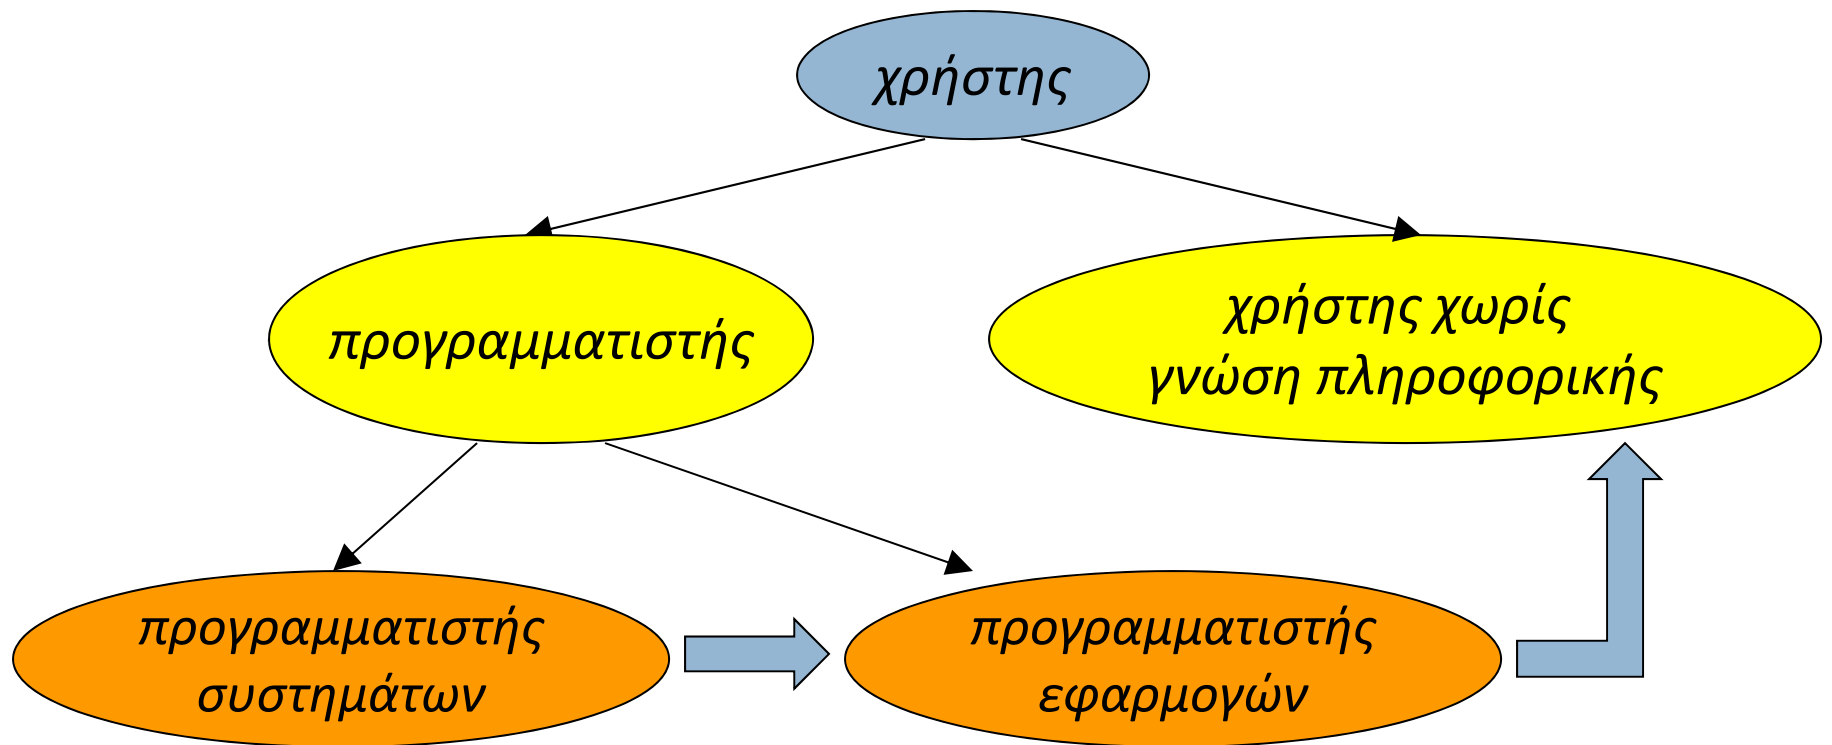 χρήστης
προγραμματιστής
χρήστης χωρίς
γνώση πληροφορικής
προγραμματιστής
συστημάτων
προγραμματιστής
εφαρμογών